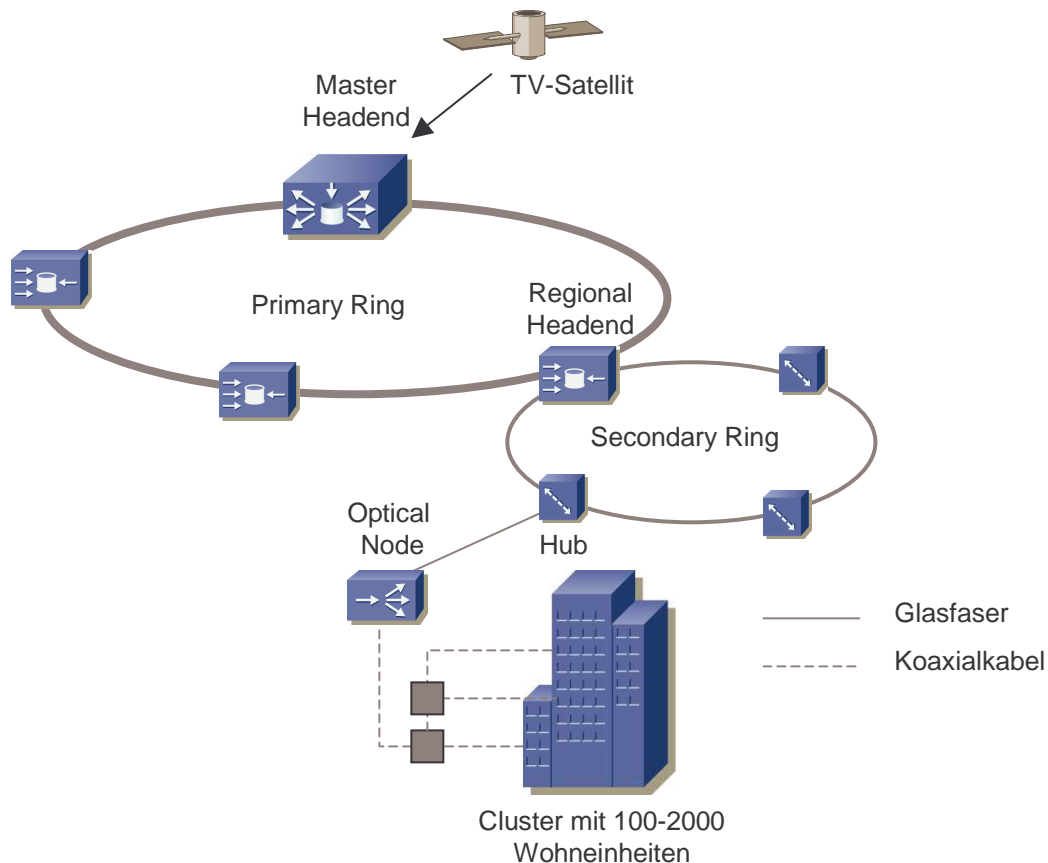 TV-Satellit
Master
Headend
Primary Ring
Regional
Headend
Secondary Ring
Optical
Node
Hub
Glasfaser
Koaxialkabel
Cluster mit 100-2000
Wohneinheiten